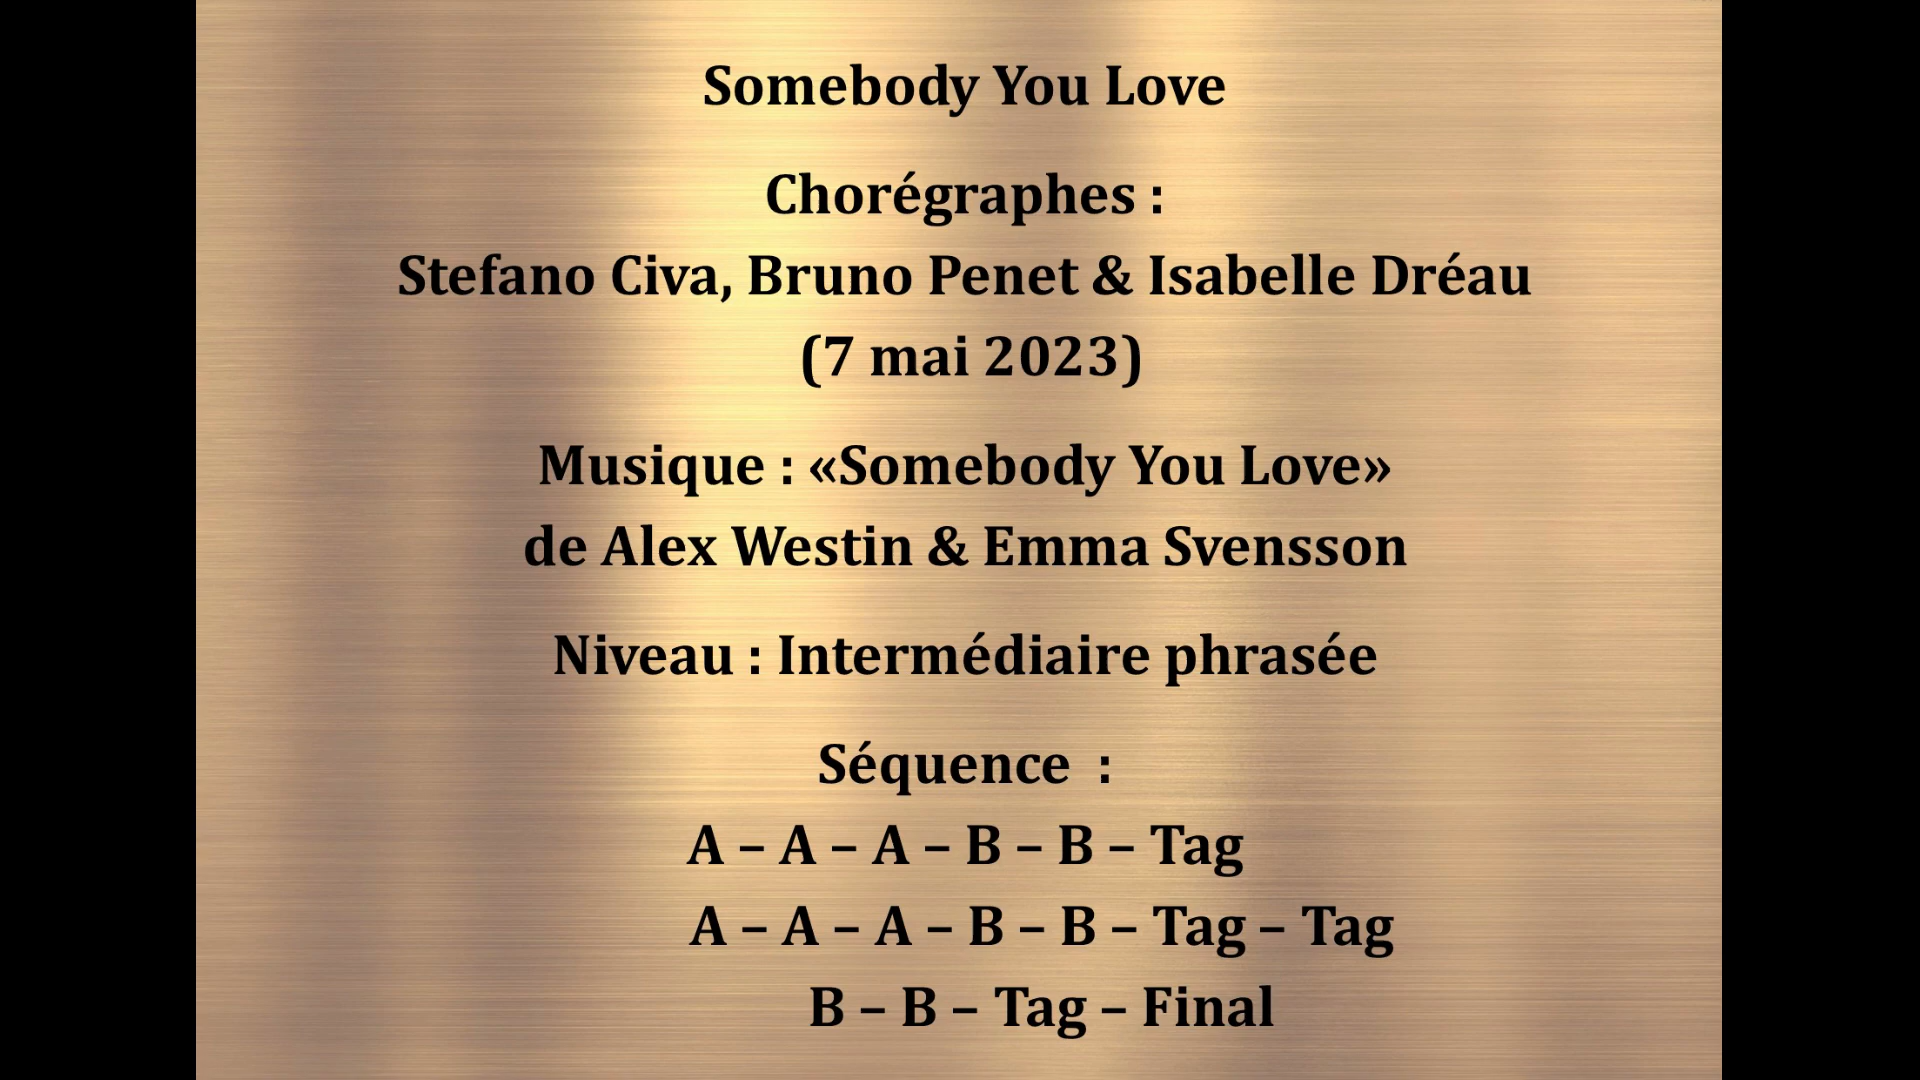 Somebody You Love
Chorégraphes :
Stefano Civa, Bruno Penet & Isabelle Dréau
(7 mai 2023)
Musique : «Somebody You Love»
de Alex Westin & Emma Svensson
Niveau : Intermédiaire phrasée
Séquence :
A – A – A – B – B – Tag
A – A – A – B – B – Tag – Tag
B – B – Tag – Final